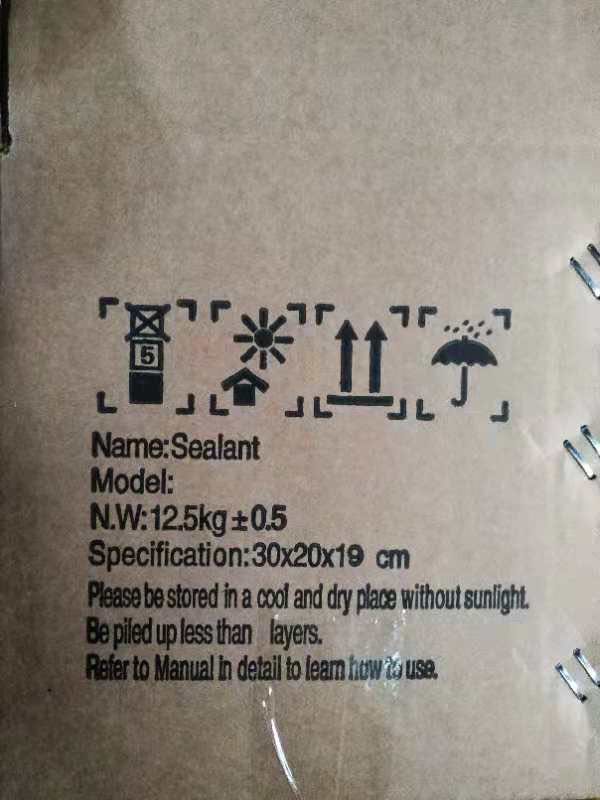 5
Name:Sealant
Model:
N.W:12.5kg±0.5
Specification:30x20x19 cm
Please be stored in a cool and dry place without sunlight.
Be piled up less than layers.
Refer to Manual in detail to learn how to use.